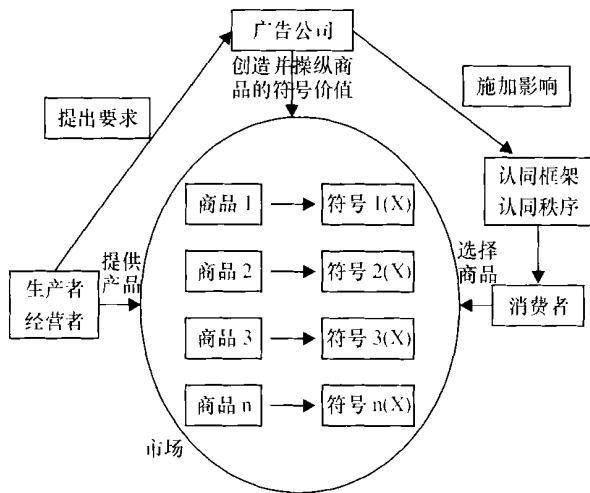 广告公司
创造并操纵商
品的符号价值
施加影响
提出要求
认同框架
认同秩序
商品1
符号1(X)
提供
产品
选择
商品
商品2
符号2(X)
生产者
经营者
消费者
商品3
符号3(X)
商品n
符号n(X)
市场